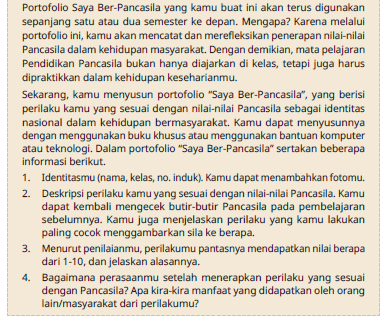 Portofolio Saya Ber-Pancasila yang kamu buat ini akan terus digunakan
sepanjang satu atau dua semester ke depan. Mengapa? Karena melalui
portofolio ini, kamu akan mencatat dan merefleksikan penerapan nilai-nilai
Pancasila dalam kehidupan masyarakat. Dengan demikian, mata pelajaran
Pendidikan Pancasila bukan hanya diajarkan di kelas, tetapi juga harus
dipraktikkan dalam kehidupan keseharianmu.
Sekarang, kamu menyusun portofolio “Saya Ber-Pancasila”, yang berisi
perilaku kamu yang sesuai dengan nilai-nilai Pancasila sebagai identitas
nasional dalam kehidupan bermasyarakat. Kamu dapat menyusunnya
dengan menggunakan buku khusus atau menggunakan bantuan komputer
atau teknologi. Dalam portofolio “Saya Ber-Pancasila” sertakan beberapa
informasi berikut.
1. Identitasmu (nama, kelas, no. induk). Kamu dapat menambahkan fotomu.
2. Deskripsi perilaku kamu yang sesuai dengan nilai-nilai Pancasila. Kamu
dapat kembali mengecek butir-butir Pancasila pada pembelajaran
sebelumnya. Kamu juga menjelaskan perilaku yang kamu lakukan
paling cocok menggambarkan sila ke berapa.
3. Menurut penilaianmu, perilakumu pantasnya mendapatkan nilai berapa
dari 1-10, dan jelaskan alasannya.
4. Bagaimana perasaanmu setelah menerapkan perilaku yang sesuai
dengan Pancasila? Apa kira-kira manfaat yang didapatkan oleh orang
lain/masyarakat dari perilakumu?